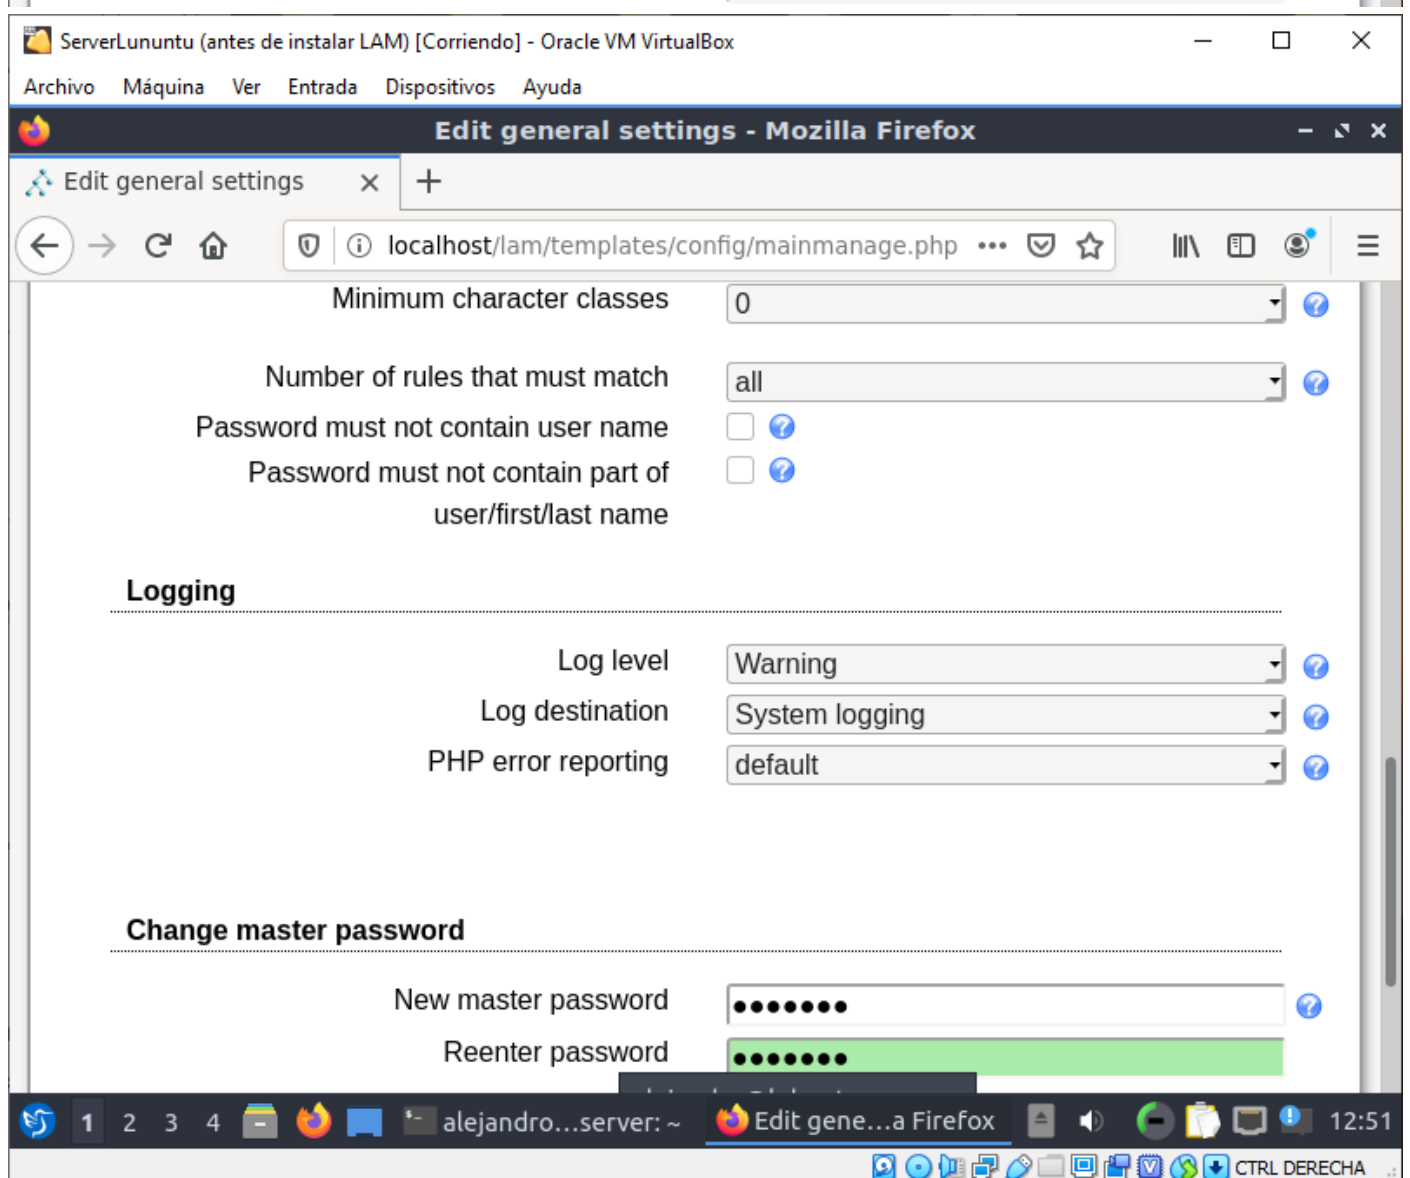 ServerLununtu (antes de instalar LAM) [Corriendo] - Oracle VM VirtualBox
Archivo Máquina Ver Entrada Dispositivos Ayuda
Edit general settings - Mozilla Firefox
Edit general settings
localhost/lam/templates/config/mainmanage.php
Minimum character classes 0
Number of rules that must match all
Password must not contain user name
Password must not contain part of
user/first/last name
Logging
Log level Warning
Log destination System logging
PHP error reporting default
Change master password
New master password •••••••
Reenter password •••••••
1 2 3 4 alejandro...server: ~ Edit gene...a Firefox 12:51
CTRL DERECHA